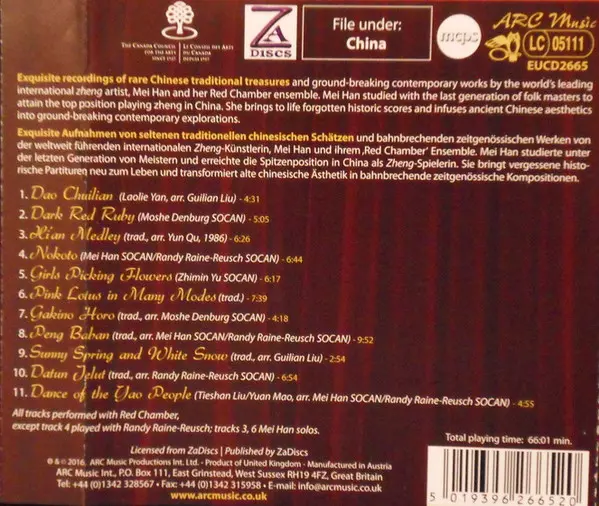 THE CANADA COUNCIL FOR THE ARTS SINCE 1957
LE CONSEIL DES ARTS DU CANADA DEPUIS 1957
ZA
DISCS
File under:
China
mcps
ARC Music
LC 05111
EUCD2665
Exquisite recordings of rare Chinese traditional treasures and ground-breaking contemporary works by the world's leading
international zheng artist, Mei Han and her Red Chamber ensemble. Mei Han studied with the last generation of folk masters to
attain the top position playing zheng in China. She brings to life forgotten historic scores and infuses ancient Chinese aesthetics
into ground-breaking contemporary explorations.
Exquisite Aufnahmen von seltenen traditionellen chinesischen Schätzen und bahnbrechenden zeitgenössischen Werken von
der weltweit führenden internationalen Zheng-Künstlerin, Mei Han und ihrem ‚Red Chamber' Ensemble. Mei Han studierte unter
der letzten Generation von Meistern und erreichte die Spitzenposition in China als Zheng-Spielerin. Sie bringt vergessene histo-
rische Partituren neu zum Leben und transformiert alte chinesische Ästhetik in bahnbrechende zeitgenössische Kompositionen.
1. Dao Chuilian (Laolie Yan, arr. Guilian Liu) - 4:31
2. Dark Red Ruby (Moshe Denburg SOCAN) - 5:05
3. Xi'an Medley (trad., arr. Yun Qu, 1986) - 6:26
4. Nokoto (Mei Han SOCAN/Randy Raine-Reusch SOCAN) - 6:44
5. Girls Picking Flowers (Zhimin Yu SOCAN) - 6:17
6. Pink Lotus in Many Modes (trad.) - 7:39
7. Gakino Horo (trad., arr. Moshe Denburg SOCAN) - 4:18
8. Peng Baban (trad., arr. Mei Han SOCAN/Randy Raine-Reusch SOCAN) - 9:52
9. Sunny Spring and White Snow (trad., arr. Guilian Liu) - 2:54
10. Datun Jelut (trad., arr. Randy Raine-Reusch SOCAN) - 6:54
11. Dance of the Yao People (Tieshan Liu/Yuan Mao, arr. Mei Han SOCAN/Randy Raine-Reusch SOCAN) - 4:55
All tracks performed with Red Chamber,
except track 4 played with Randy Raine-Reusch; tracks 3, 6 Mei Han solos.
Total playing time: 66:01 min.
Licensed from ZaDiscs | Published by ZaDiscs
℗ & © 2016, ARC Music Productions Int. Ltd. - Product of United Kingdom - Manufactured in Austria
ARC Music Int., P.O. Box 111, East Grinstead, West Sussex RH19 4FZ, Great Britain
Tel: +44 (0)1342 328567 • Fax: +44 (0)1342 315958 • E-mail: info@arcmusic.co.uk
www.arcmusic.co.uk
5 019396 266520